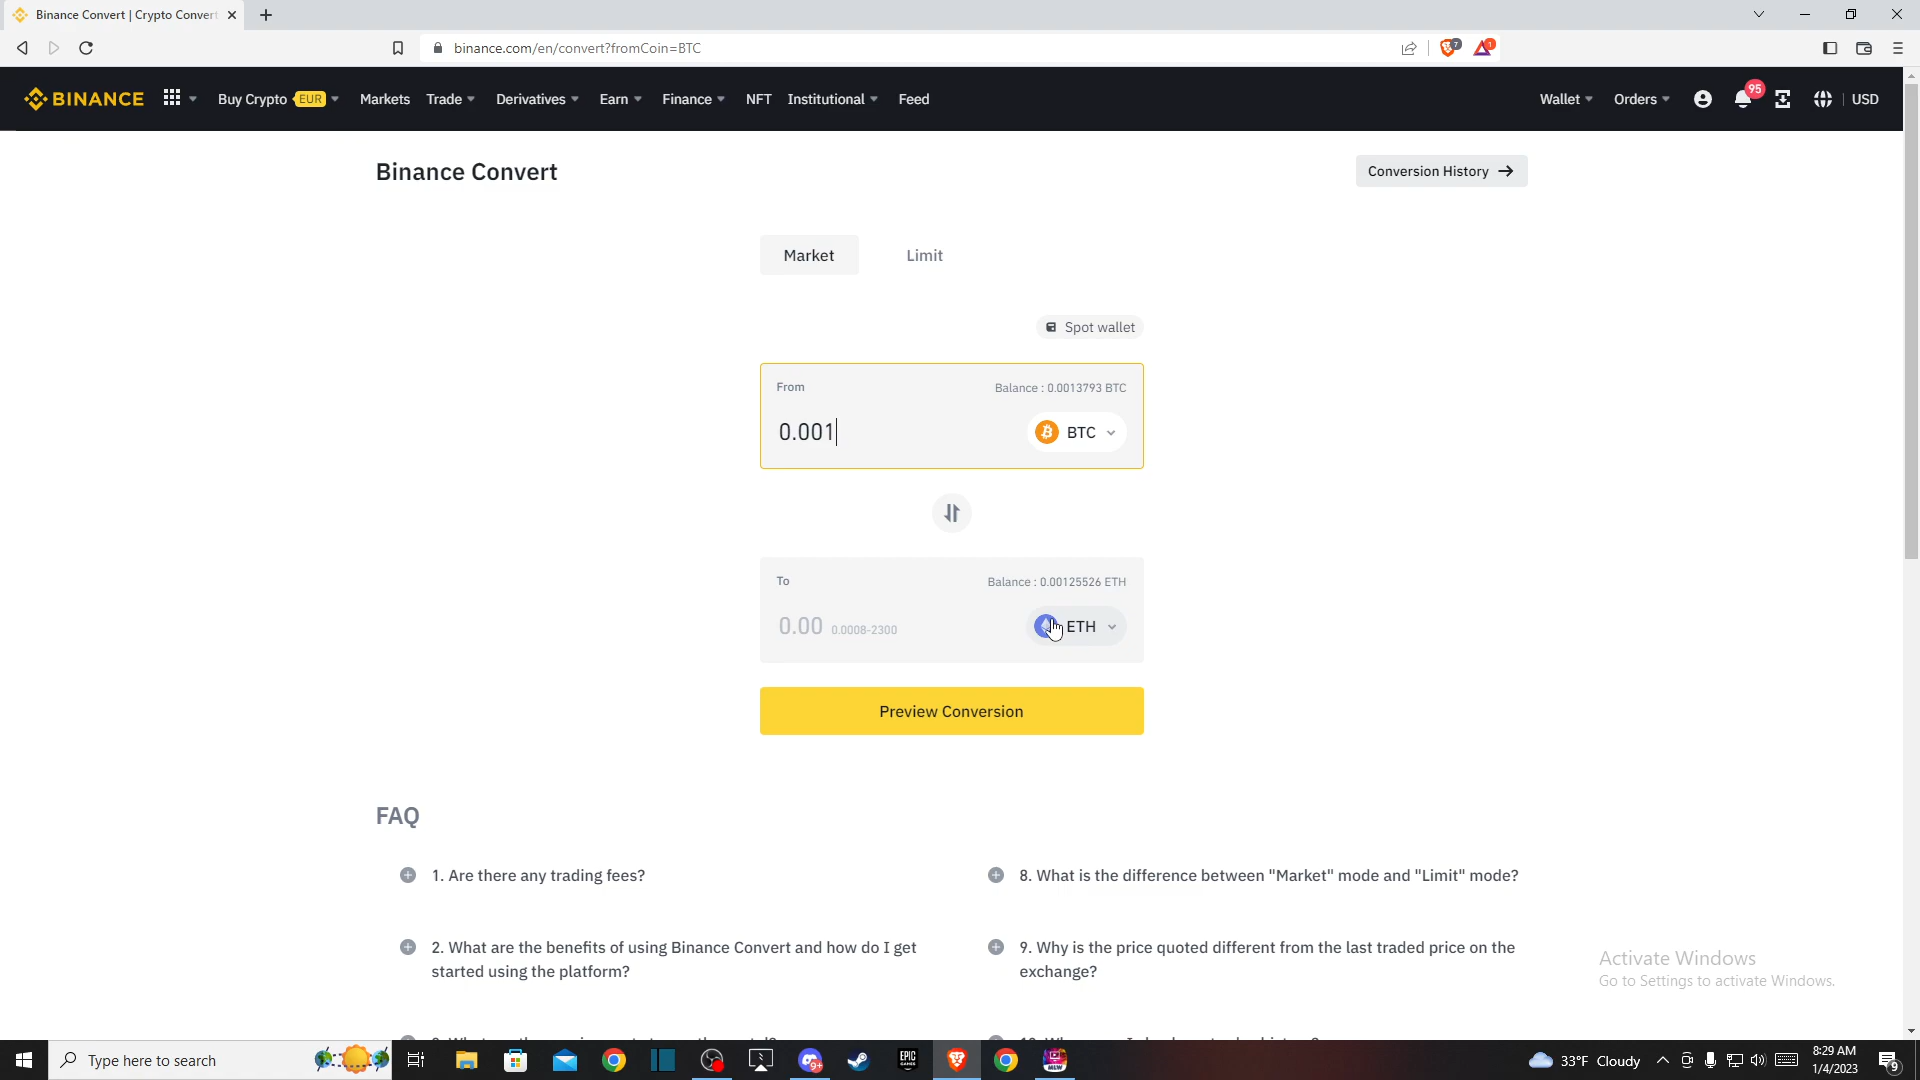 Binance Convert | Crypto Convert
binance.com/en/convert?fromCoin=BTC
7
1
BINANCE
Buy Crypto EUR
Markets
Trade
Derivatives
Earn
Finance
NFT
Institutional
Feed
Wallet
Orders
95
USD
Binance Convert
Conversion History
Market
Limit
Spot wallet
From
Balance : 0.0013793 BTC
0.001
BTC
To
Balance : 0.00125526 ETH
0.00 0.0008-2300
ETH
Preview Conversion
FAQ
1. Are there any trading fees?
8. What is the difference between "Market" mode and "Limit" mode?
2. What are the benefits of using Binance Convert and how do I get
started using the platform?
9. Why is the price quoted different from the last traded price on the
exchange?
Activate Windows
Go to Settings to activate Windows.
Type here to search
9+
EPIC
GAMES
33°F Cloudy
8:29 AM
1/4/2023
9